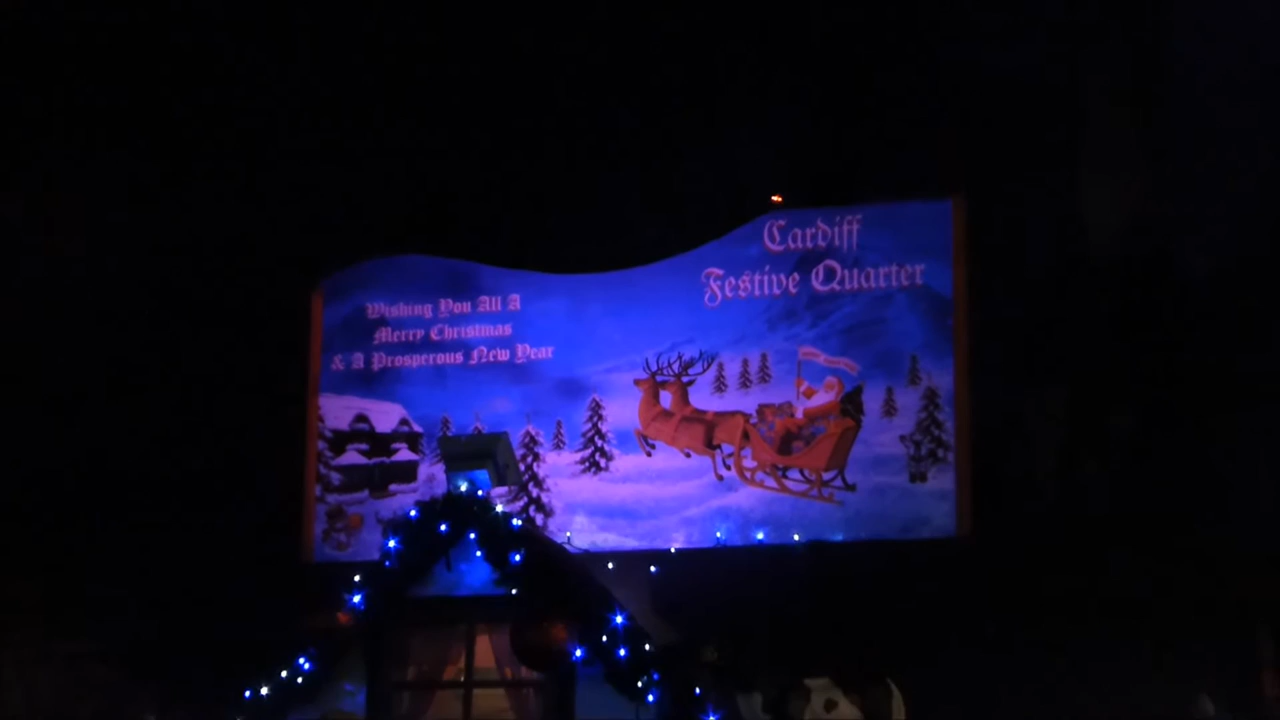 Wishing You All A
Merry Christmas
& A Prosperous New Year
Cardiff
Festive Quarter